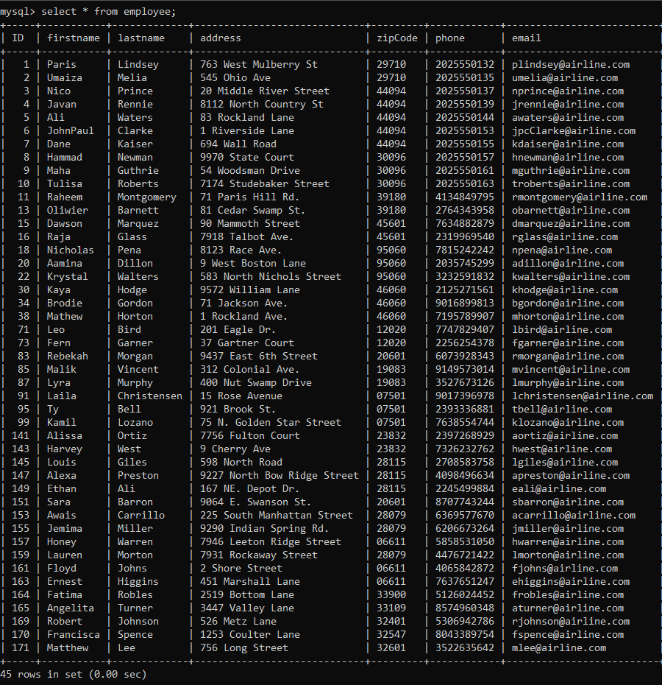 mysql> select * from employee;
| ID | firstname | lastname | address | zipCode | phone | email |
| 1 | Paris | Lindsey | 763 West Mulberry St | 29710 | 2025550132 | plindsey@airline.com
| 2 | Umaiza | Melia | 545 Ohio Ave | 29710 | 2025550135 | umelia@airline.com
| 3 | Nico | Prince | 20 Middle River Street | 44094 | 2025550137 | nprince@airline.com
| 4 | Javan | Rennie | 8112 North Country St | 44094 | 2025550139 | jrennie@airline.com
| 5 | Ali | Waters | 83 Rockland Lane | 44094 | 2025550144 | awaters@airline.com
| 6 | JohnPaul | Clarke | 1 Riverside Lane | 44094 | 2025550153 | jpcClarke@airline.com
| 7 | Dane | Kaiser | 694 Wall Road | 44094 | 2025550155 | kdaiser@airline.com
| 8 | Hammad | Newman | 9970 State Court | 30096 | 2025550157 | hnewman@airline.com
| 9 | Maha | Guthrie | 54 Woodsman Drive | 30096 | 2025550161 | mguthrie@airline.com
| 10 | Tulisa | Roberts | 7174 Studebaker Street | 30096 | 2025550163 | troberts@airline.com
| 11 | Raheem | Montgomery | 71 Paris Hill Rd. | 39180 | 4134849795 | rmontgomery@airline.com
| 13 | Oliwier | Barnett | 81 Cedar Swamp St. | 39180 | 2764343958 | obarnett@airline.com
| 15 | Dawson | Marquez | 90 Mammoth Street | 45601 | 7634882879 | dmarquez@airline.com
| 16 | Raja | Glass | 7918 Talbot Ave. | 45601 | 2319969540 | rglass@airline.com
| 18 | Nicholas | Pena | 8123 Race Ave. | 95060 | 7815242242 | npena@airline.com
| 20 | Aamina | Dillon | 9 West Boston Lane | 95060 | 2035745299 | adillon@airline.com
| 22 | Krystal | Walters | 583 North Nichols Street | 95060 | 3232591832 | kwalters@airline.com
| 30 | Kaya | Hodge | 9572 William Lane | 46060 | 2125271561 | khodge@airline.com
| 34 | Brodie | Gordon | 71 Jackson Ave. | 46060 | 9016899813 | bgordon@airline.com
| 38 | Mathew | Horton | 1 Rockland Ave. | 46060 | 7195789907 | mhorton@airline.com
| 71 | Leo | Bird | 201 Eagle Dr. | 12020 | 7747829407 | lbird@airline.com
| 73 | Fern | Garner | 37 Gartner Court | 12020 | 2256254378 | fgarner@airline.com
| 83 | Rebekah | Morgan | 9437 East 6th Street | 20601 | 6073928343 | rmorgan@airline.com
| 85 | Malik | Vincent | 312 Colonial Ave. | 19083 | 9149573014 | mvincent@airline.com
| 87 | Lyra | Murphy | 400 Nut Swamp Drive | 19083 | 3527673126 | lmurphy@airline.com
| 91 | Laila | Christensen | 15 Rose Avenue | 07501 | 9017396978 | lchristensen@airline.com
| 95 | Ty | Bell | 921 Brook St. | 07501 | 2393336881 | tbell@airline.com
| 99 | Kamil | Lozano | 75 N. Golden Star Street | 07501 | 7638554744 | klozano@airline.com
| 141 | Alissa | Ortiz | 7756 Fulton Court | 23832 | 2397268929 | aortiz@airline.com
| 143 | Harvey | West | 9 Cherry Ave | 23832 | 7326232762 | hwest@airline.com
| 145 | Louis | Giles | 598 North Road | 28115 | 2708583758 | lgiles@airline.com
| 147 | Alexa | Preston | 9227 North Bow Ridge Street | 28115 | 4098496634 | apreston@airline.com
| 149 | Ethan | Ali | 167 NE. Depot Dr. | 28115 | 2245499884 | eali@airline.com
| 151 | Sara | Barron | 9064 E. Swanson St. | 20601 | 8707743244 | sbarron@airline.com
| 153 | Awais | Carrillo | 225 South Manhattan Street | 28079 | 6369577670 | acarrillo@airline.com
| 155 | Jemima | Miller | 9290 Indian Spring Rd. | 28079 | 6206673264 | jmiller@airline.com
| 157 | Honey | Warren | 7946 Leeton Ridge Street | 06611 | 5858531050 | hwarren@airline.com
| 159 | Lauren | Morton | 7931 Rockaway Street | 28079 | 4476721422 | lmorton@airline.com
| 161 | Floyd | Johns | 2 Shore Street | 06611 | 4065842872 | fjohns@airline.com
| 163 | Ernest | Higgins | 451 Marshall Lane | 06611 | 7637651247 | ehiggins@airline.com
| 164 | Fatima | Robles | 2519 Bottom Lane | 33900 | 5126024452 | frobles@airline.com
| 165 | Angelita | Turner | 3447 Valley Lane | 33109 | 8574960348 | aturner@airline.com
| 169 | Robert | Johnson | 526 Metz Lane | 32401 | 5306942786 | rjohnson@airline.com
| 170 | Francisca | Spence | 1253 Coulter Lane | 32547 | 8043389754 | fspence@airline.com
| 171 | Matthew | Lee | 756 Long Street | 32601 | 3522635642 | mlee@airline.com
45 rows in set (0.00 sec)